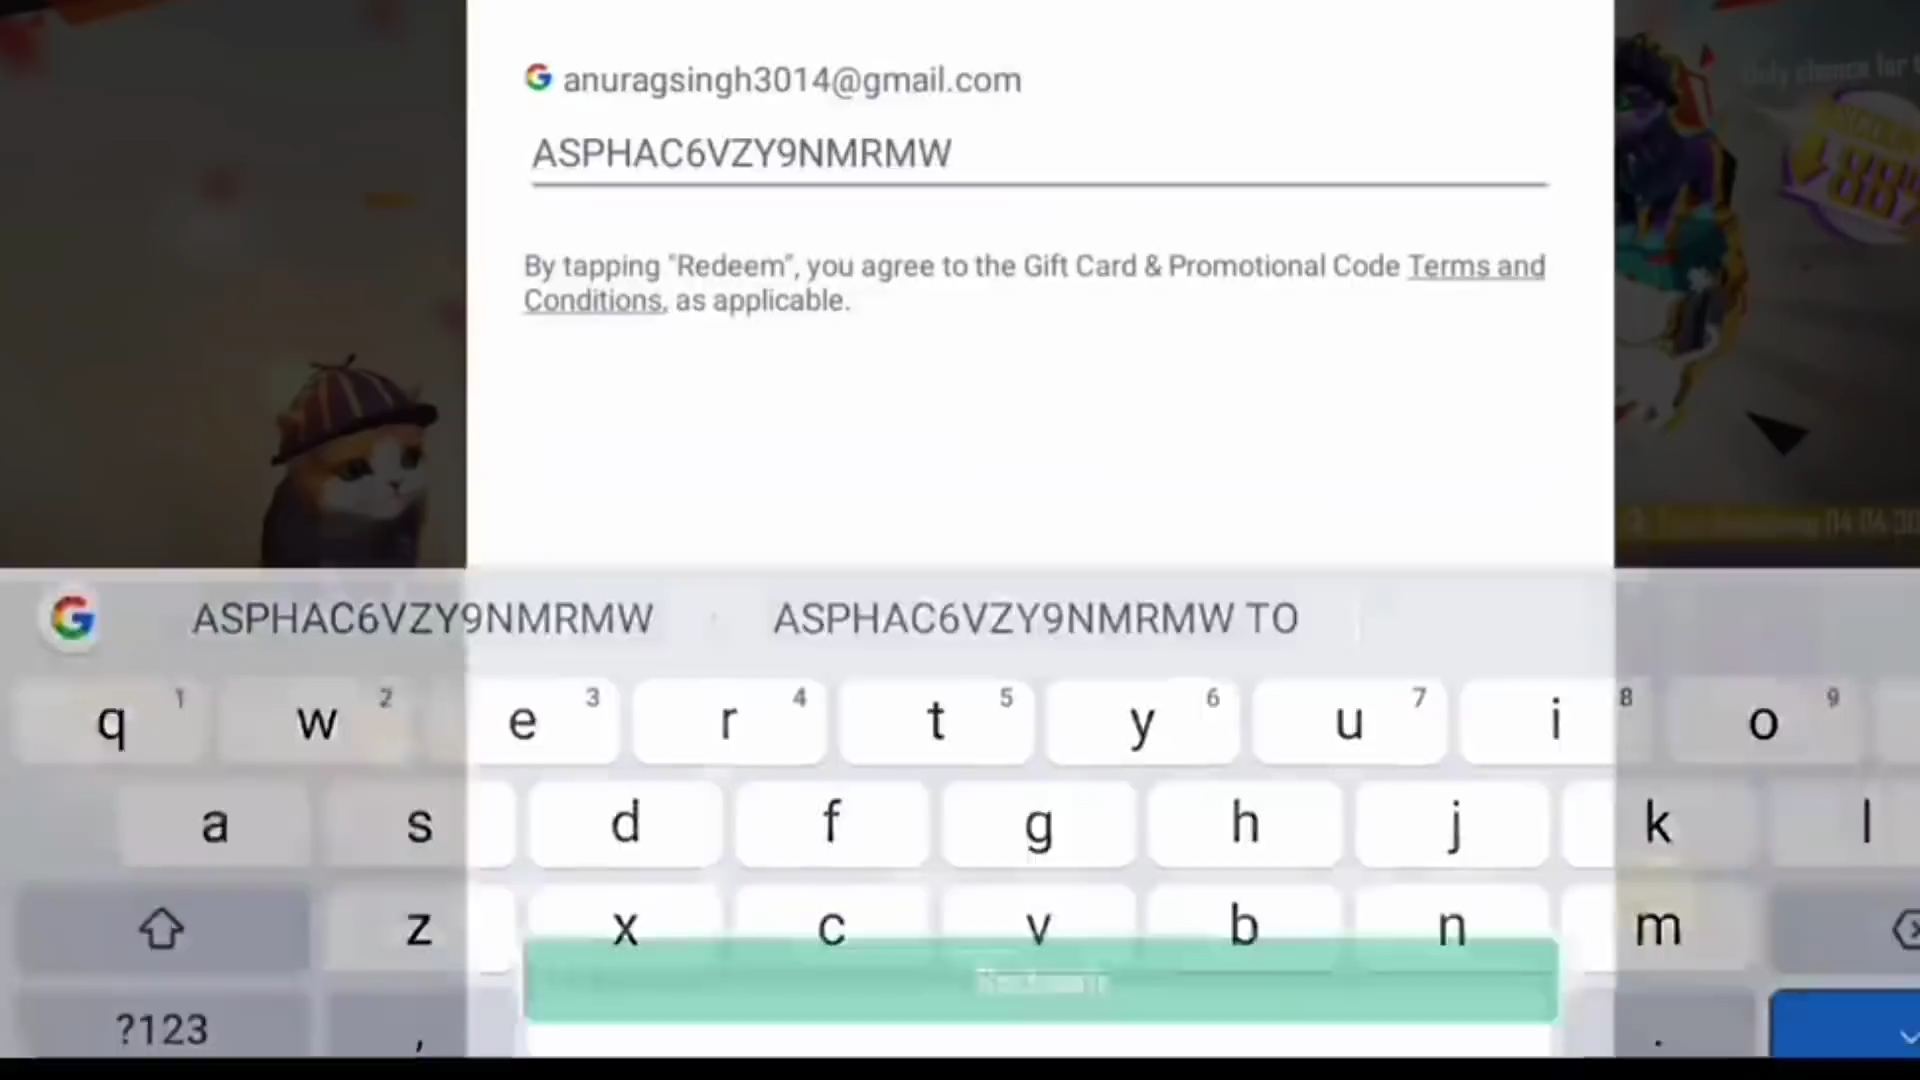 anuragsingh3014@gmail.com
ASPHAC6VZY9NMRMW
By tapping "Redeem", you agree to the Gift Card & Promotional Code Terms and
Conditions, as applicable.
ASPHAC6VZY9NMRMW
ASPHAC6VZY9NMRMW TO
q 1 w 2 e 3 r 4 t 5 y 6 u 7 i 8 o 9
a s d f g h j k l
z x c v b n m
?123 , .